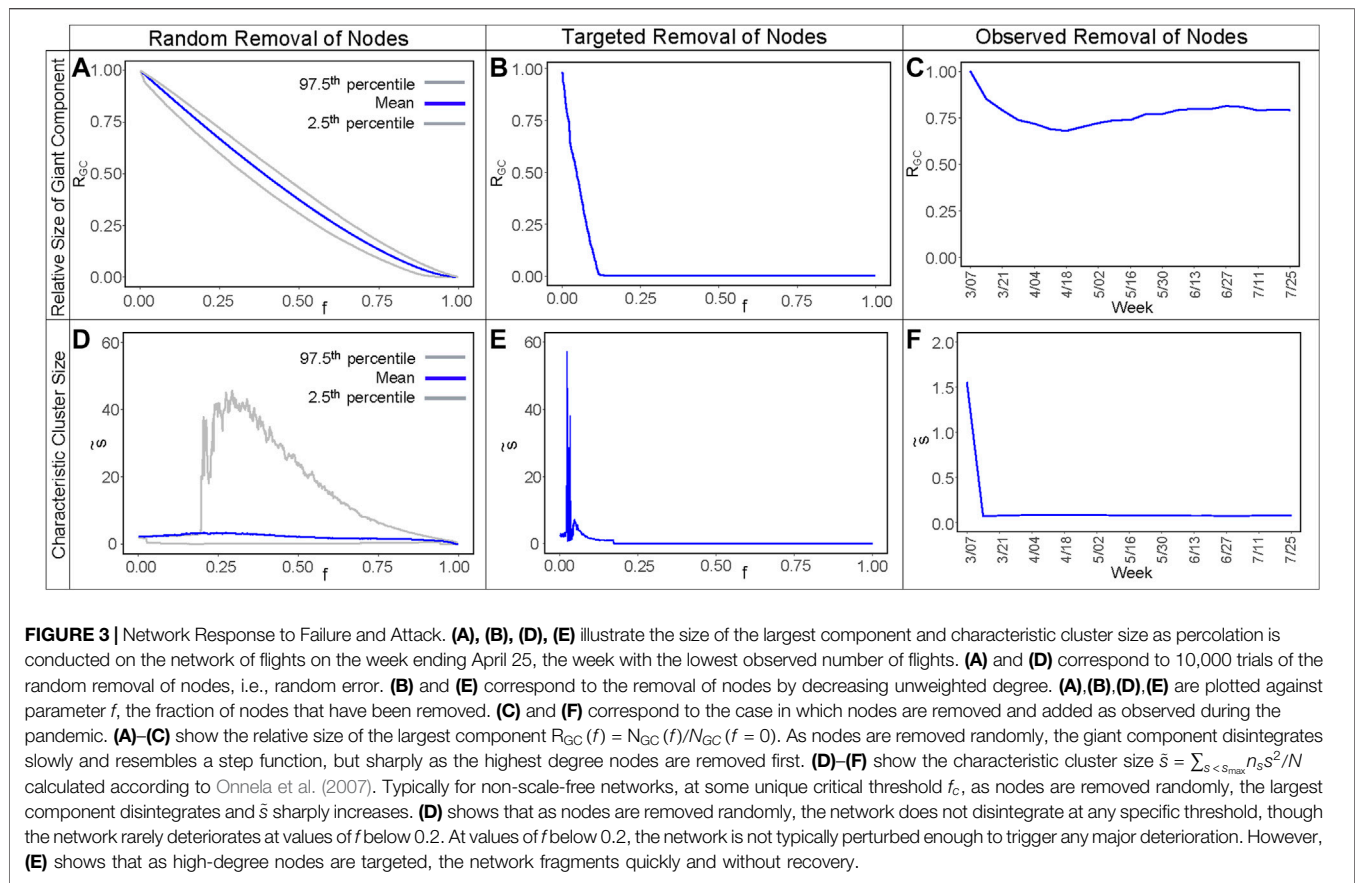 Random Removal of Nodes
Targeted Removal of Nodes
Observed Removal of Nodes
Relative Size of Giant Component
A
1.00
0.75
0.50
0.25
0.00
R_GC
97.5th percentile
Mean
2.5th percentile
0.00 0.25 0.50 0.75 1.00
f
B
1.00
0.75
0.50
0.25
0.00
R_GC
0.00 0.25 0.50 0.75 1.00
f
C
1.00
0.75
0.50
0.25
0.00
R_GC
3/07 3/21 4/04 4/18 5/02 5/16 5/30 6/13 6/27 7/11 7/25
Week
Characteristic Cluster Size
D
60
40
20
0
s̃
97.5th percentile
Mean
2.5th percentile
0.00 0.25 0.50 0.75 1.00
f
E
60
40
20
0
s̃
0.00 0.25 0.50 0.75 1.00
f
F
2.0
1.5
1.0
0.5
0.0
s̃
3/07 3/21 4/04 4/18 5/02 5/16 5/30 6/13 6/27 7/11 7/25
Week
FIGURE 3 | Network Response to Failure and Attack. (A), (B), (D), (E) illustrate the size of the largest component and characteristic cluster size as percolation is
conducted on the network of flights on the week ending April 25, the week with the lowest observed number of flights. (A) and (D) correspond to 10,000 trials of the
random removal of nodes, i.e., random error. (B) and (E) correspond to the removal of nodes by decreasing unweighted degree. (A),(B),(D),(E) are plotted against
parameter f, the fraction of nodes that have been removed. (C) and (F) correspond to the case in which nodes are removed and added as observed during the
pandemic. (A)–(C) show the relative size of the largest component R_GC (f) = N_GC (f)/N_GC (f = 0). As nodes are removed randomly, the giant component disintegrates
slowly and resembles a step function, but sharply as the highest degree nodes are removed first. (D)–(F) show the characteristic cluster size s̃ = ∑_{s < s_max} n_s s²/N
calculated according to Onnela et al. (2007). Typically for non-scale-free networks, at some unique critical threshold f_c, as nodes are removed randomly, the largest
component disintegrates and s̃ sharply increases. (D) shows that as nodes are removed randomly, the network does not disintegrate at any specific threshold, though
the network rarely deteriorates at values of f below 0.2. At values of f below 0.2, the network is not typically perturbed enough to trigger any major deterioration. However,
(E) shows that as high-degree nodes are targeted, the network fragments quickly and without recovery.